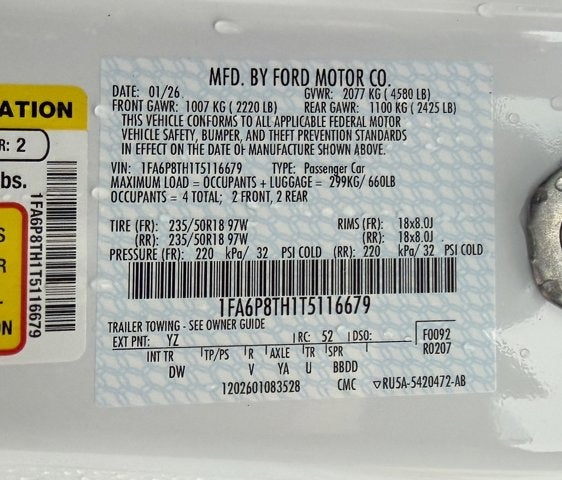 MFD. BY FORD MOTOR CO.
DATE: 01/26 GVWR: 2077 KG ( 4580 LB)
FRONT GAWR: 1007 KG ( 2220 LB) REAR GAWR: 1100 KG ( 2425 LB)
THIS VEHICLE CONFORMS TO ALL APPLICABLE FEDERAL MOTOR
VEHICLE SAFETY, BUMPER, AND THEFT PREVENTION STANDARDS
IN EFFECT ON THE DATE OF MANUFACTURE SHOWN ABOVE.
VIN: 1FA6P8TH1T5116679 TYPE: Passenger Car
MAXIMUM LOAD = OCCUPANTS + LUGGAGE = 299KG/ 660LB
OCCUPANTS = 4 TOTAL; 2 FRONT, 2 REAR
TIRE (FR): 235/50R18 97W RIMS (FR): 18x8.0J
(RR): 235/50R18 97W (RR): 18x8.0J
PRESSURE (FR): 220 kPa/ 32 PSI COLD (RR): 220 kPa/ 32 PSI COLD
1FA6P8TH1T5116679
TRAILER TOWING - SEE OWNER GUIDE
EXT PNT: YZ RC: 52 DSO: F0092
R0207
INT TR TP/PS R AXLE TR SPR
DW V YA U BBDD
1202601083528 CMC ▽RU5A-5420472-AB
ATION
R: 2
bs.
S
R
L-
ON
1FA6P8TH1T5116679